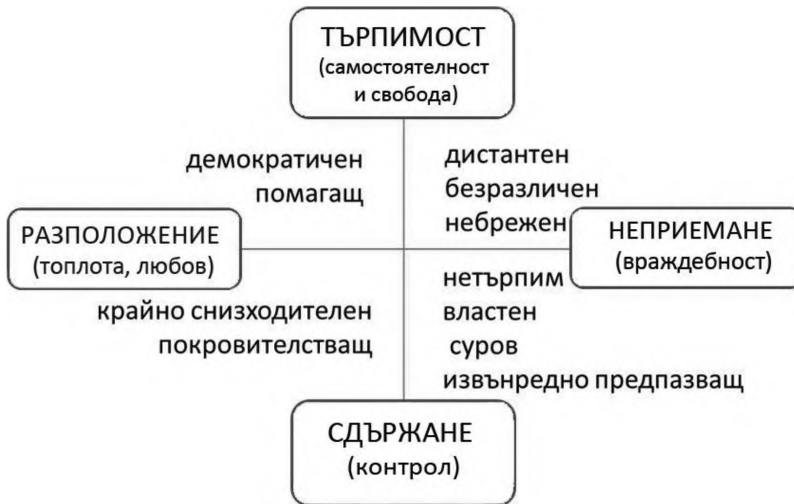 ТЪРПИМОСТ
(самостоятелност
и свобода)
демократичен
помагащ
дистантен
безразличен
небрежен
РАЗПОЛОЖЕНИЕ
(топлота, любов)
НЕПРИЕМАНЕ
(враждебност)
крайно снизходителен
покровителстващ
нетърпим
властен
суров
извънредно предпазващ
СДЪРЖАНЕ
(контрол)